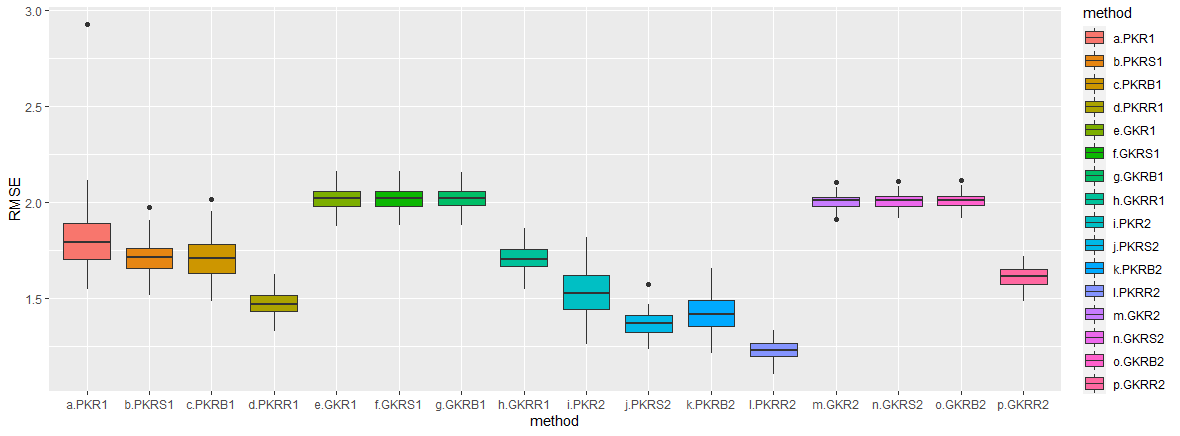 3.0
2.5
2.0
1.5
RMSE
a.PKR1 b.PKRS1 c.PKRB1 d.PKRR1 e.GKR1 f.GKRS1 g.GKRB1 h.GKRR1 i.PKR2 j.PKRS2 k.PKRB2 l.PKRR2 m.GKR2 n.GKRS2 o.GKRB2 p.GKRR2
method
method
a.PKR1
b.PKRS1
c.PKRB1
d.PKRR1
e.GKR1
f.GKRS1
g.GKRB1
h.GKRR1
i.PKR2
j.PKRS2
k.PKRB2
l.PKRR2
m.GKR2
n.GKRS2
o.GKRB2
p.GKRR2